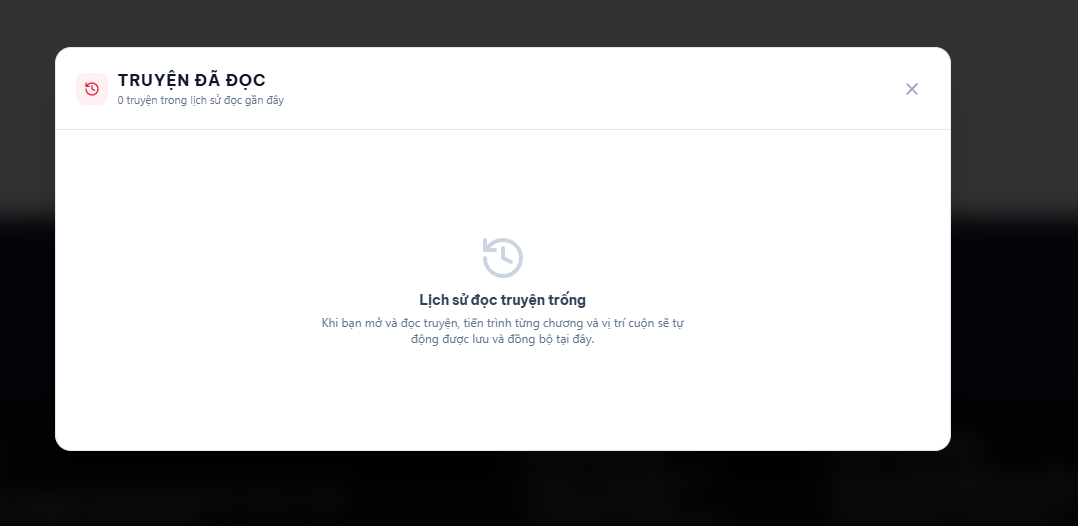 TRUYỆN ĐÃ ĐỌC
0 truyện trong lịch sử đọc gần đây
Lịch sử đọc truyện trống
Khi bạn mở và đọc truyện, tiến trình từng chương và vị trí cuộn sẽ tự
động được lưu và đồng bộ tại đây.